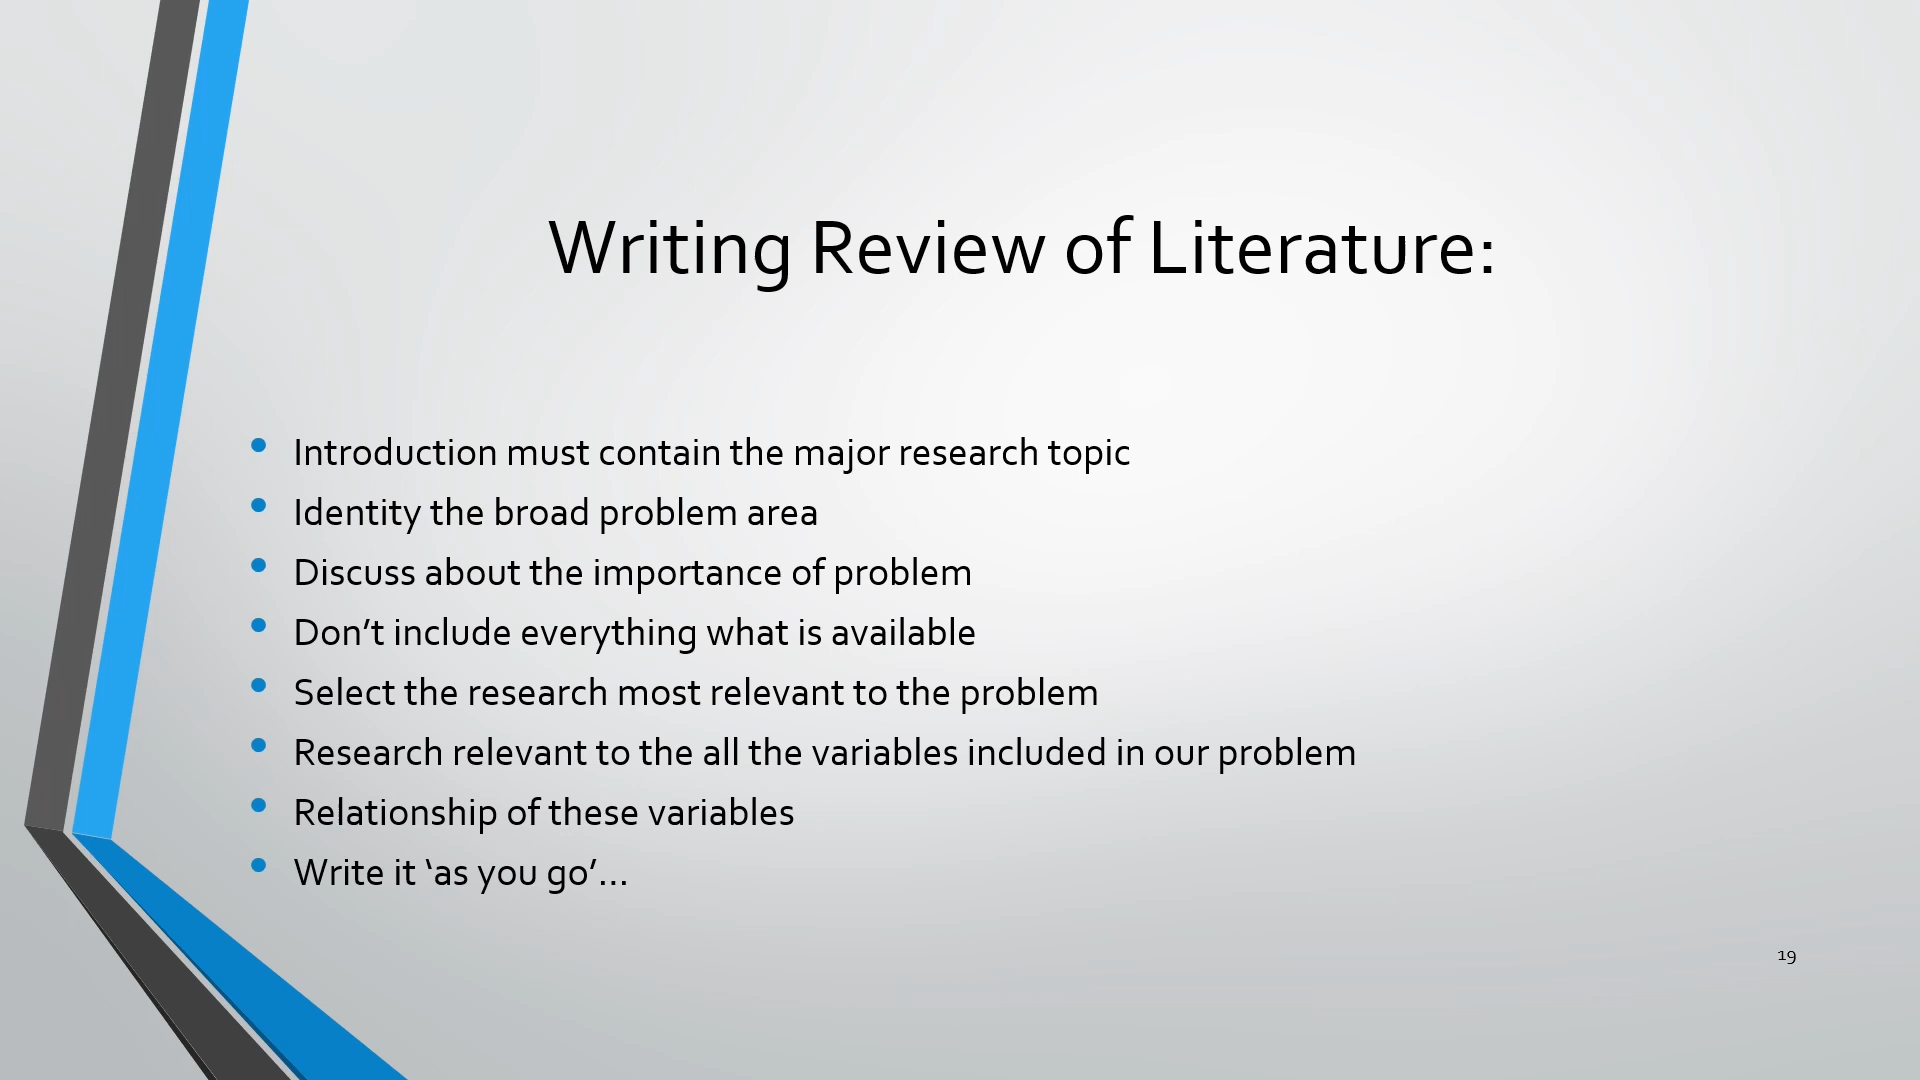 Writing Review of Literature:
• Introduction must contain the major research topic
• Identity the broad problem area
• Discuss about the importance of problem
• Don’t include everything what is available
• Select the research most relevant to the problem
• Research relevant to the all the variables included in our problem
• Relationship of these variables
• Write it ‘as you go’...
19